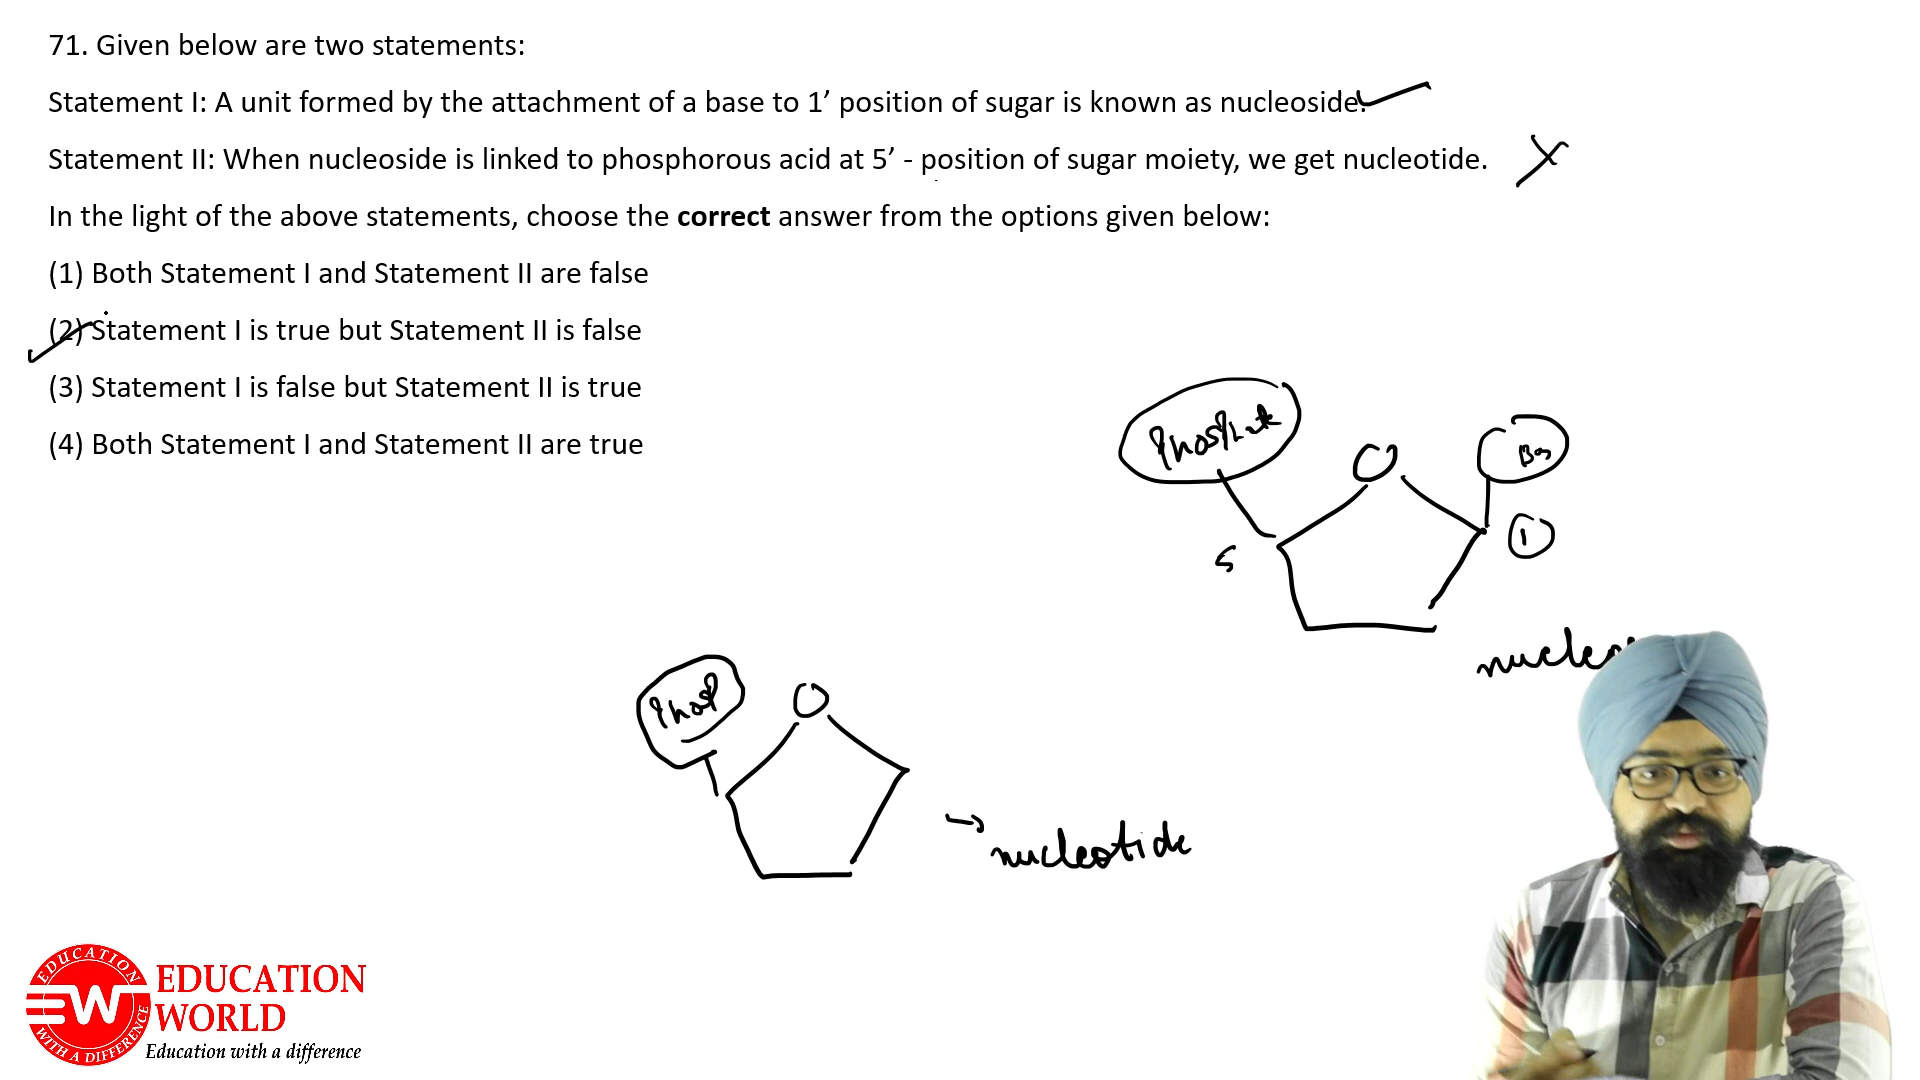 71. Given below are two statements:
Statement I: A unit formed by the attachment of a base to 1’ position of sugar is known as nucleoside.
Statement II: When nucleoside is linked to phosphorous acid at 5’ - position of sugar moiety, we get nucleotide.
In the light of the above statements, choose the correct answer from the options given below:
(1) Both Statement I and Statement II are false
(2) Statement I is true but Statement II is false
(3) Statement I is false but Statement II is true
(4) Both Statement I and Statement II are true
Phosphate
O
5
1
Phosp
O
nucleotide
EDUCATION
WITH A DIFFERENCE
EW
EDUCATION
WORLD
Education with a difference